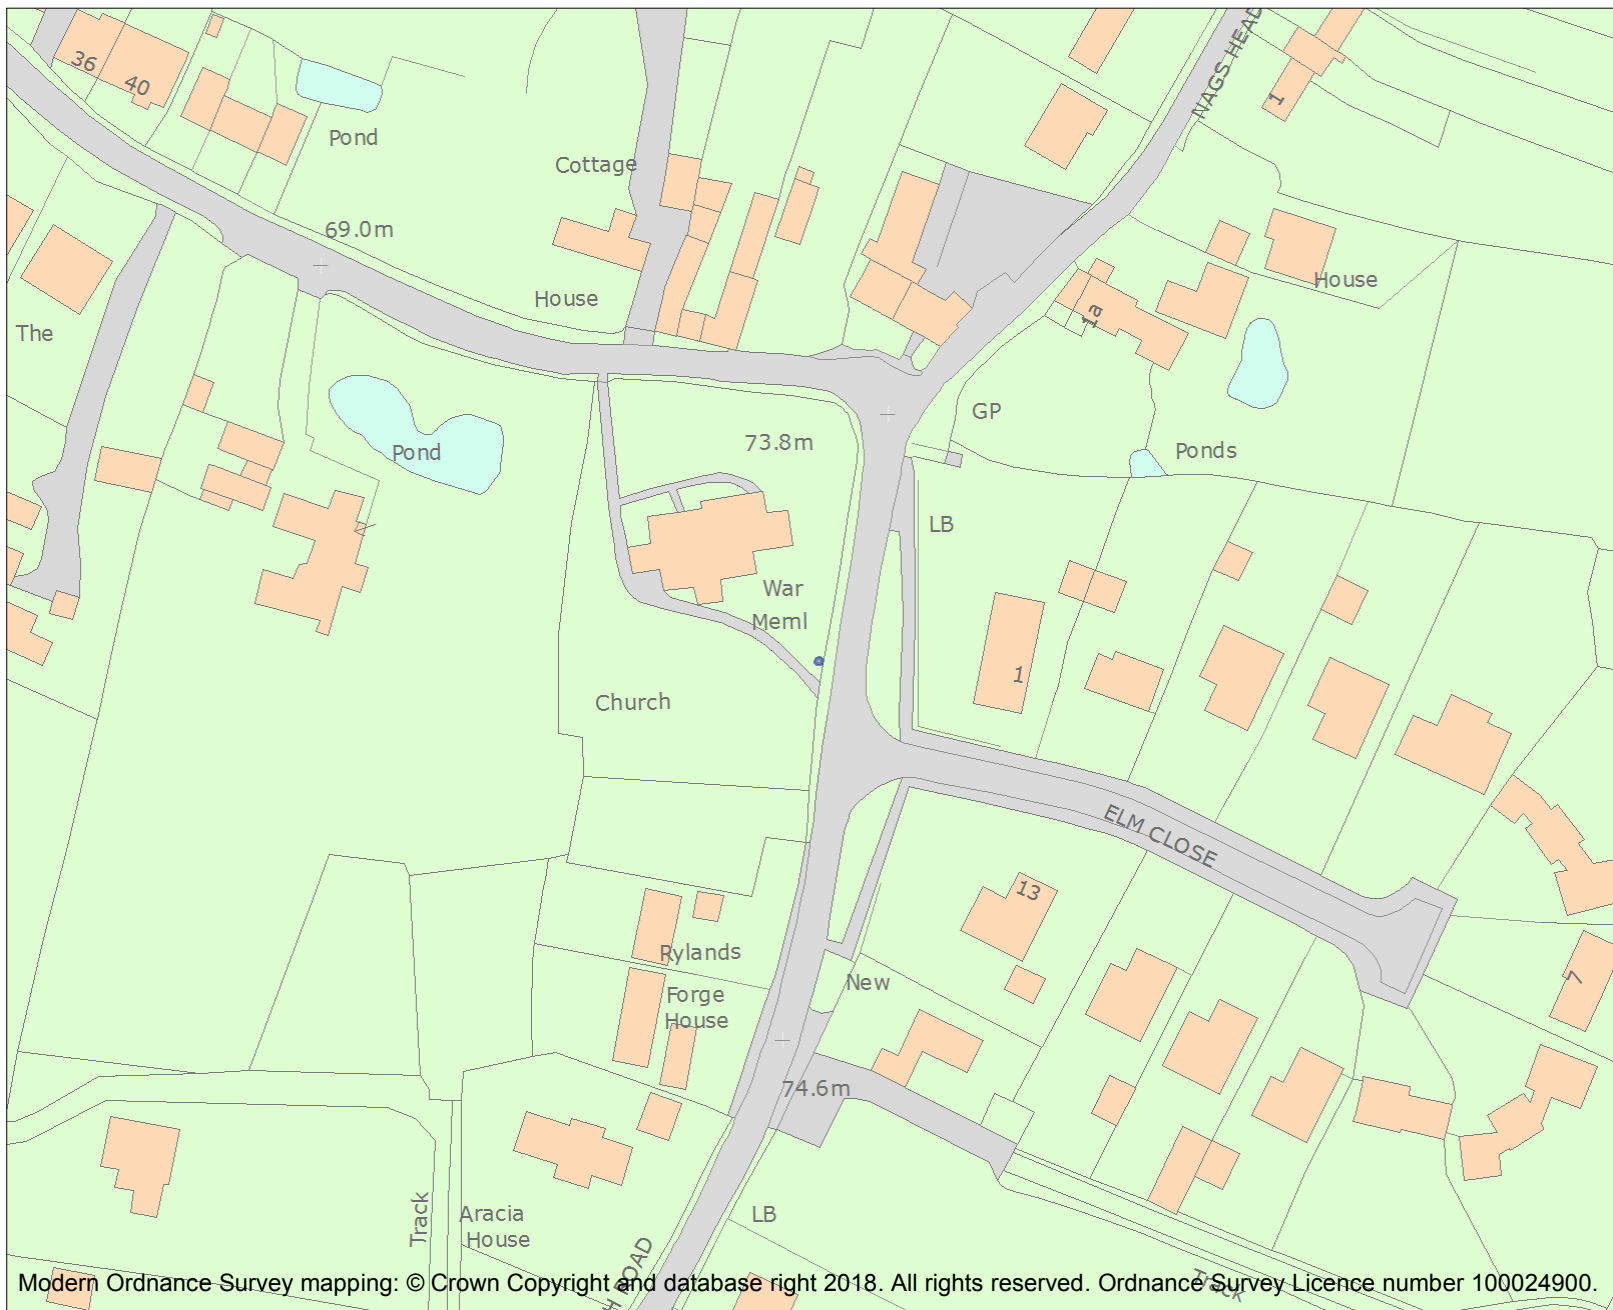 NAGS HEAD
36
40
1
Pond
Cottage
69.0m
House
House
The
1a
GP
73.8m
Pond
Ponds
LB
War
Meml
1
Church
ELM CLOSE
13
Rylands
New
7
Forge
House
74.6m
Track
Aracia
House
LB
H ROAD
Track
Modern Ordnance Survey mapping: © Crown Copyright and database right 2018. All rights reserved. Ordnance Survey Licence number 100024900.